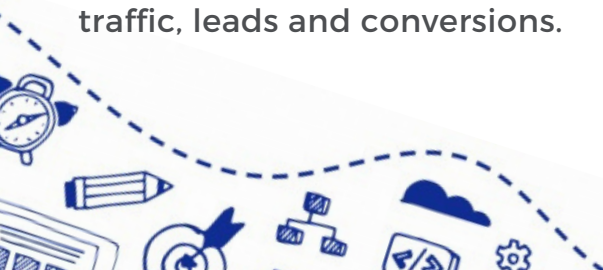 traffic, leads and conversions.
</>